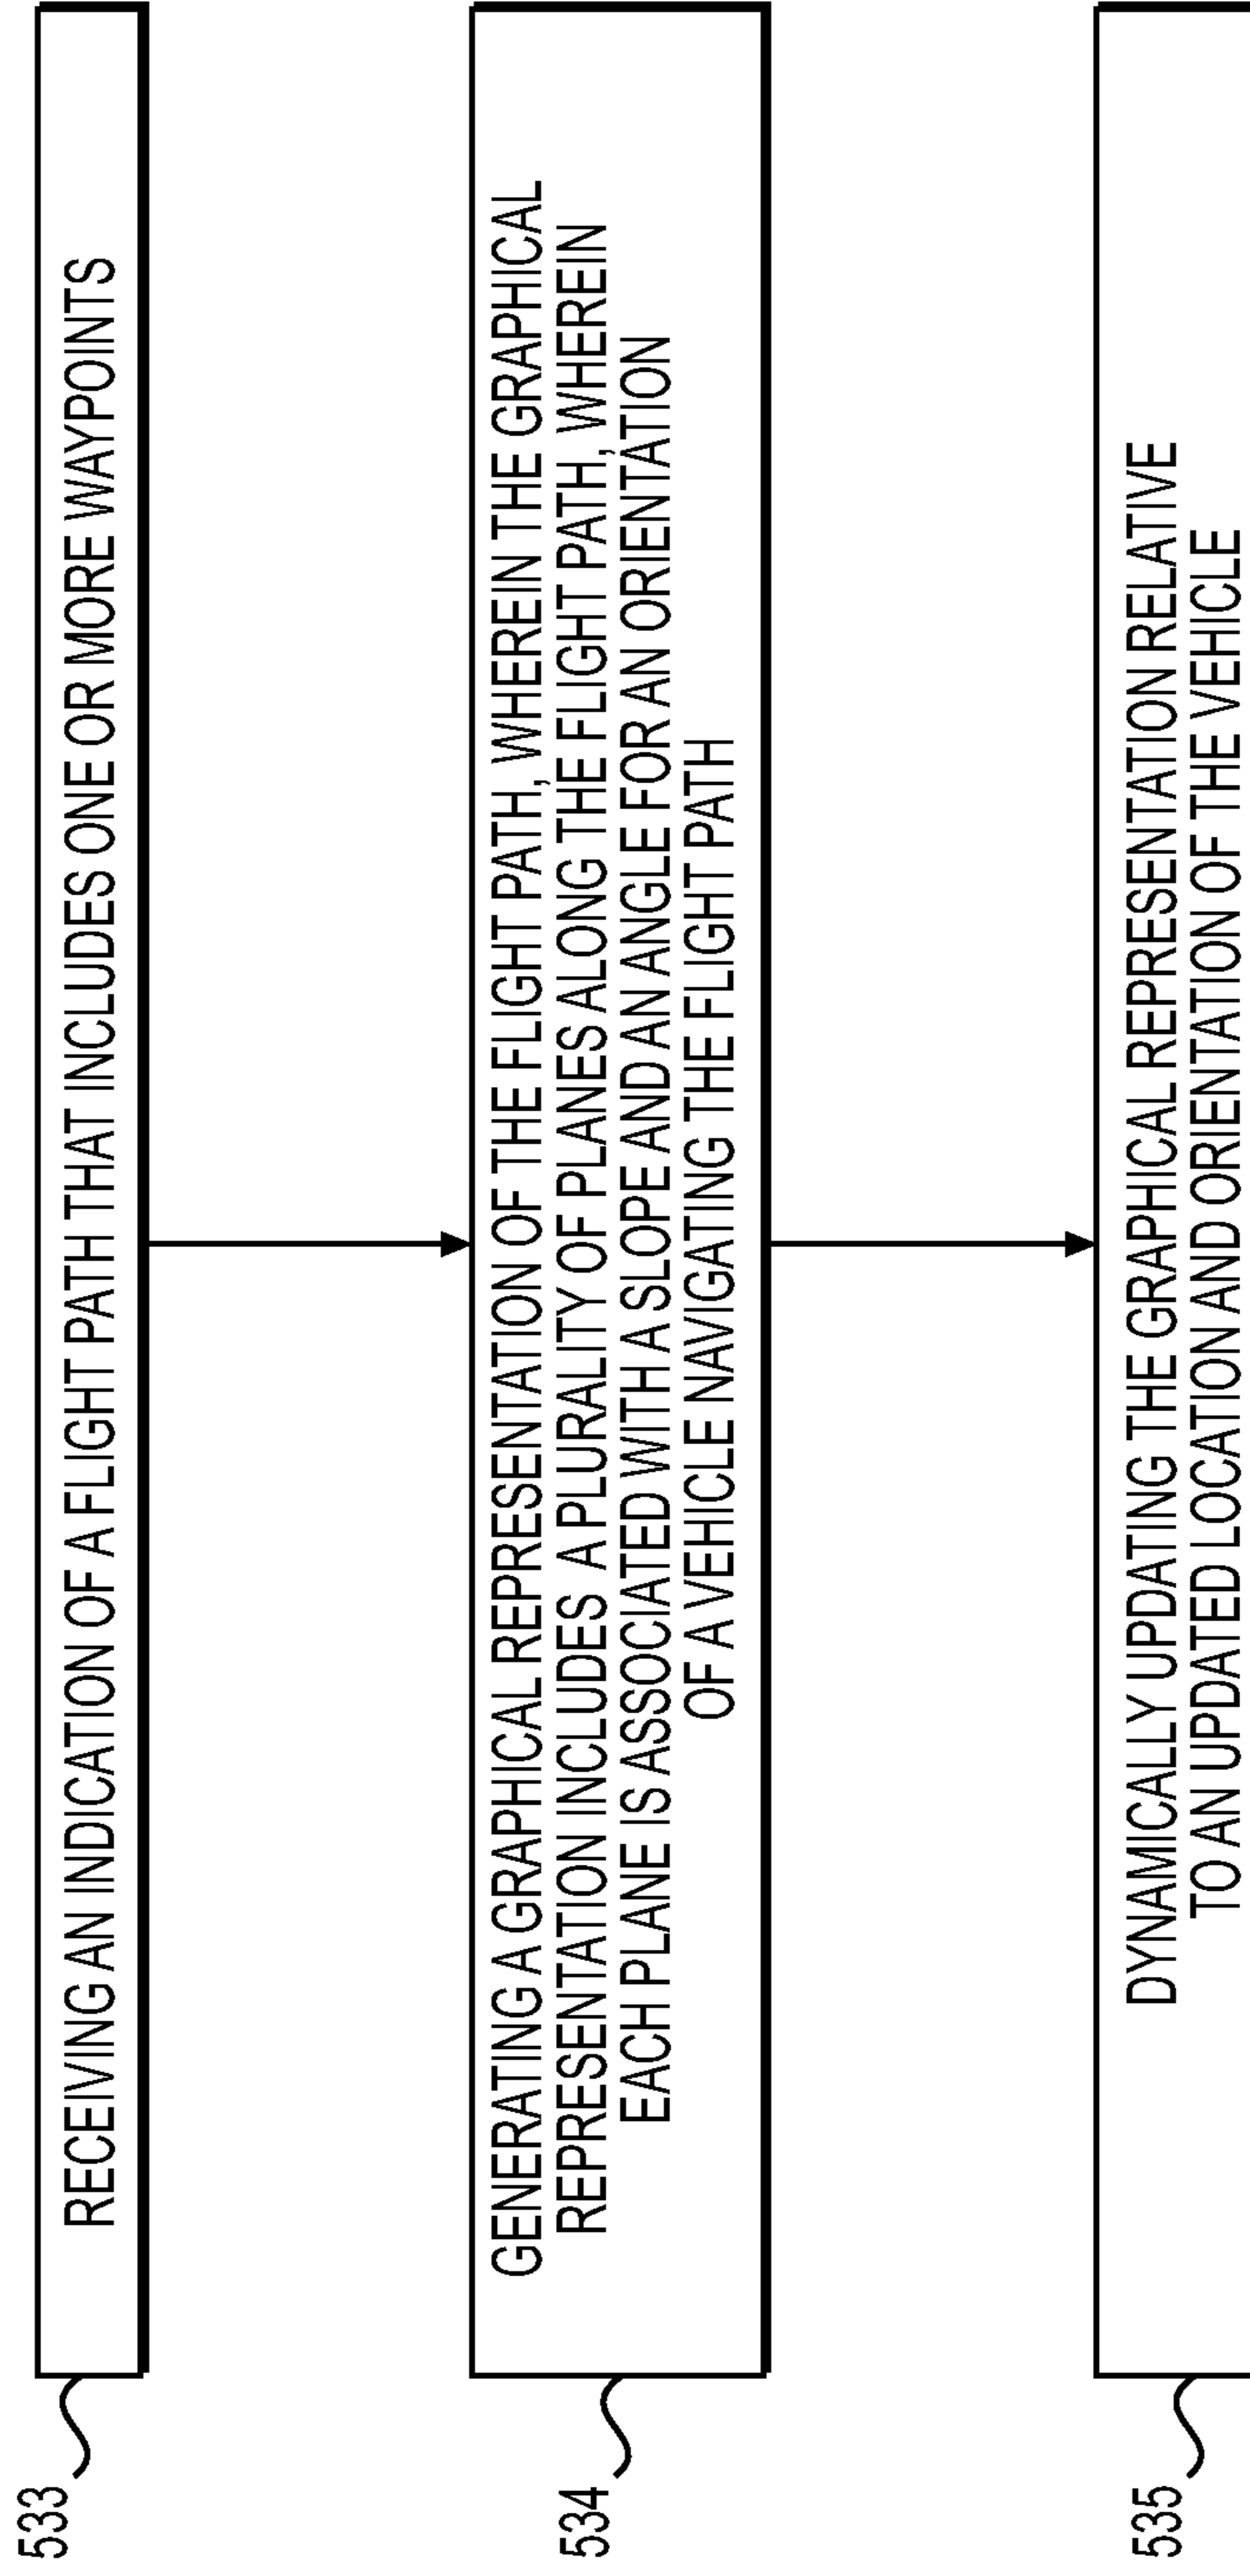 533
RECEIVING AN INDICATION OF A FLIGHT PATH THAT INCLUDES ONE OR MORE WAYPOINTS
534
GENERATING A GRAPHICAL REPRESENTATION OF THE FLIGHT PATH, WHEREIN THE GRAPHICAL
REPRESENTATION INCLUDES A PLURALITY OF PLANES ALONG THE FLIGHT PATH, WHEREIN
EACH PLANE IS ASSOCIATED WITH A SLOPE AND AN ANGLE FOR AN ORIENTATION
OF A VEHICLE NAVIGATING THE FLIGHT PATH
535
DYNAMICALLY UPDATING THE GRAPHICAL REPRESENTATION RELATIVE
TO AN UPDATED LOCATION AND ORIENTATION OF THE VEHICLE